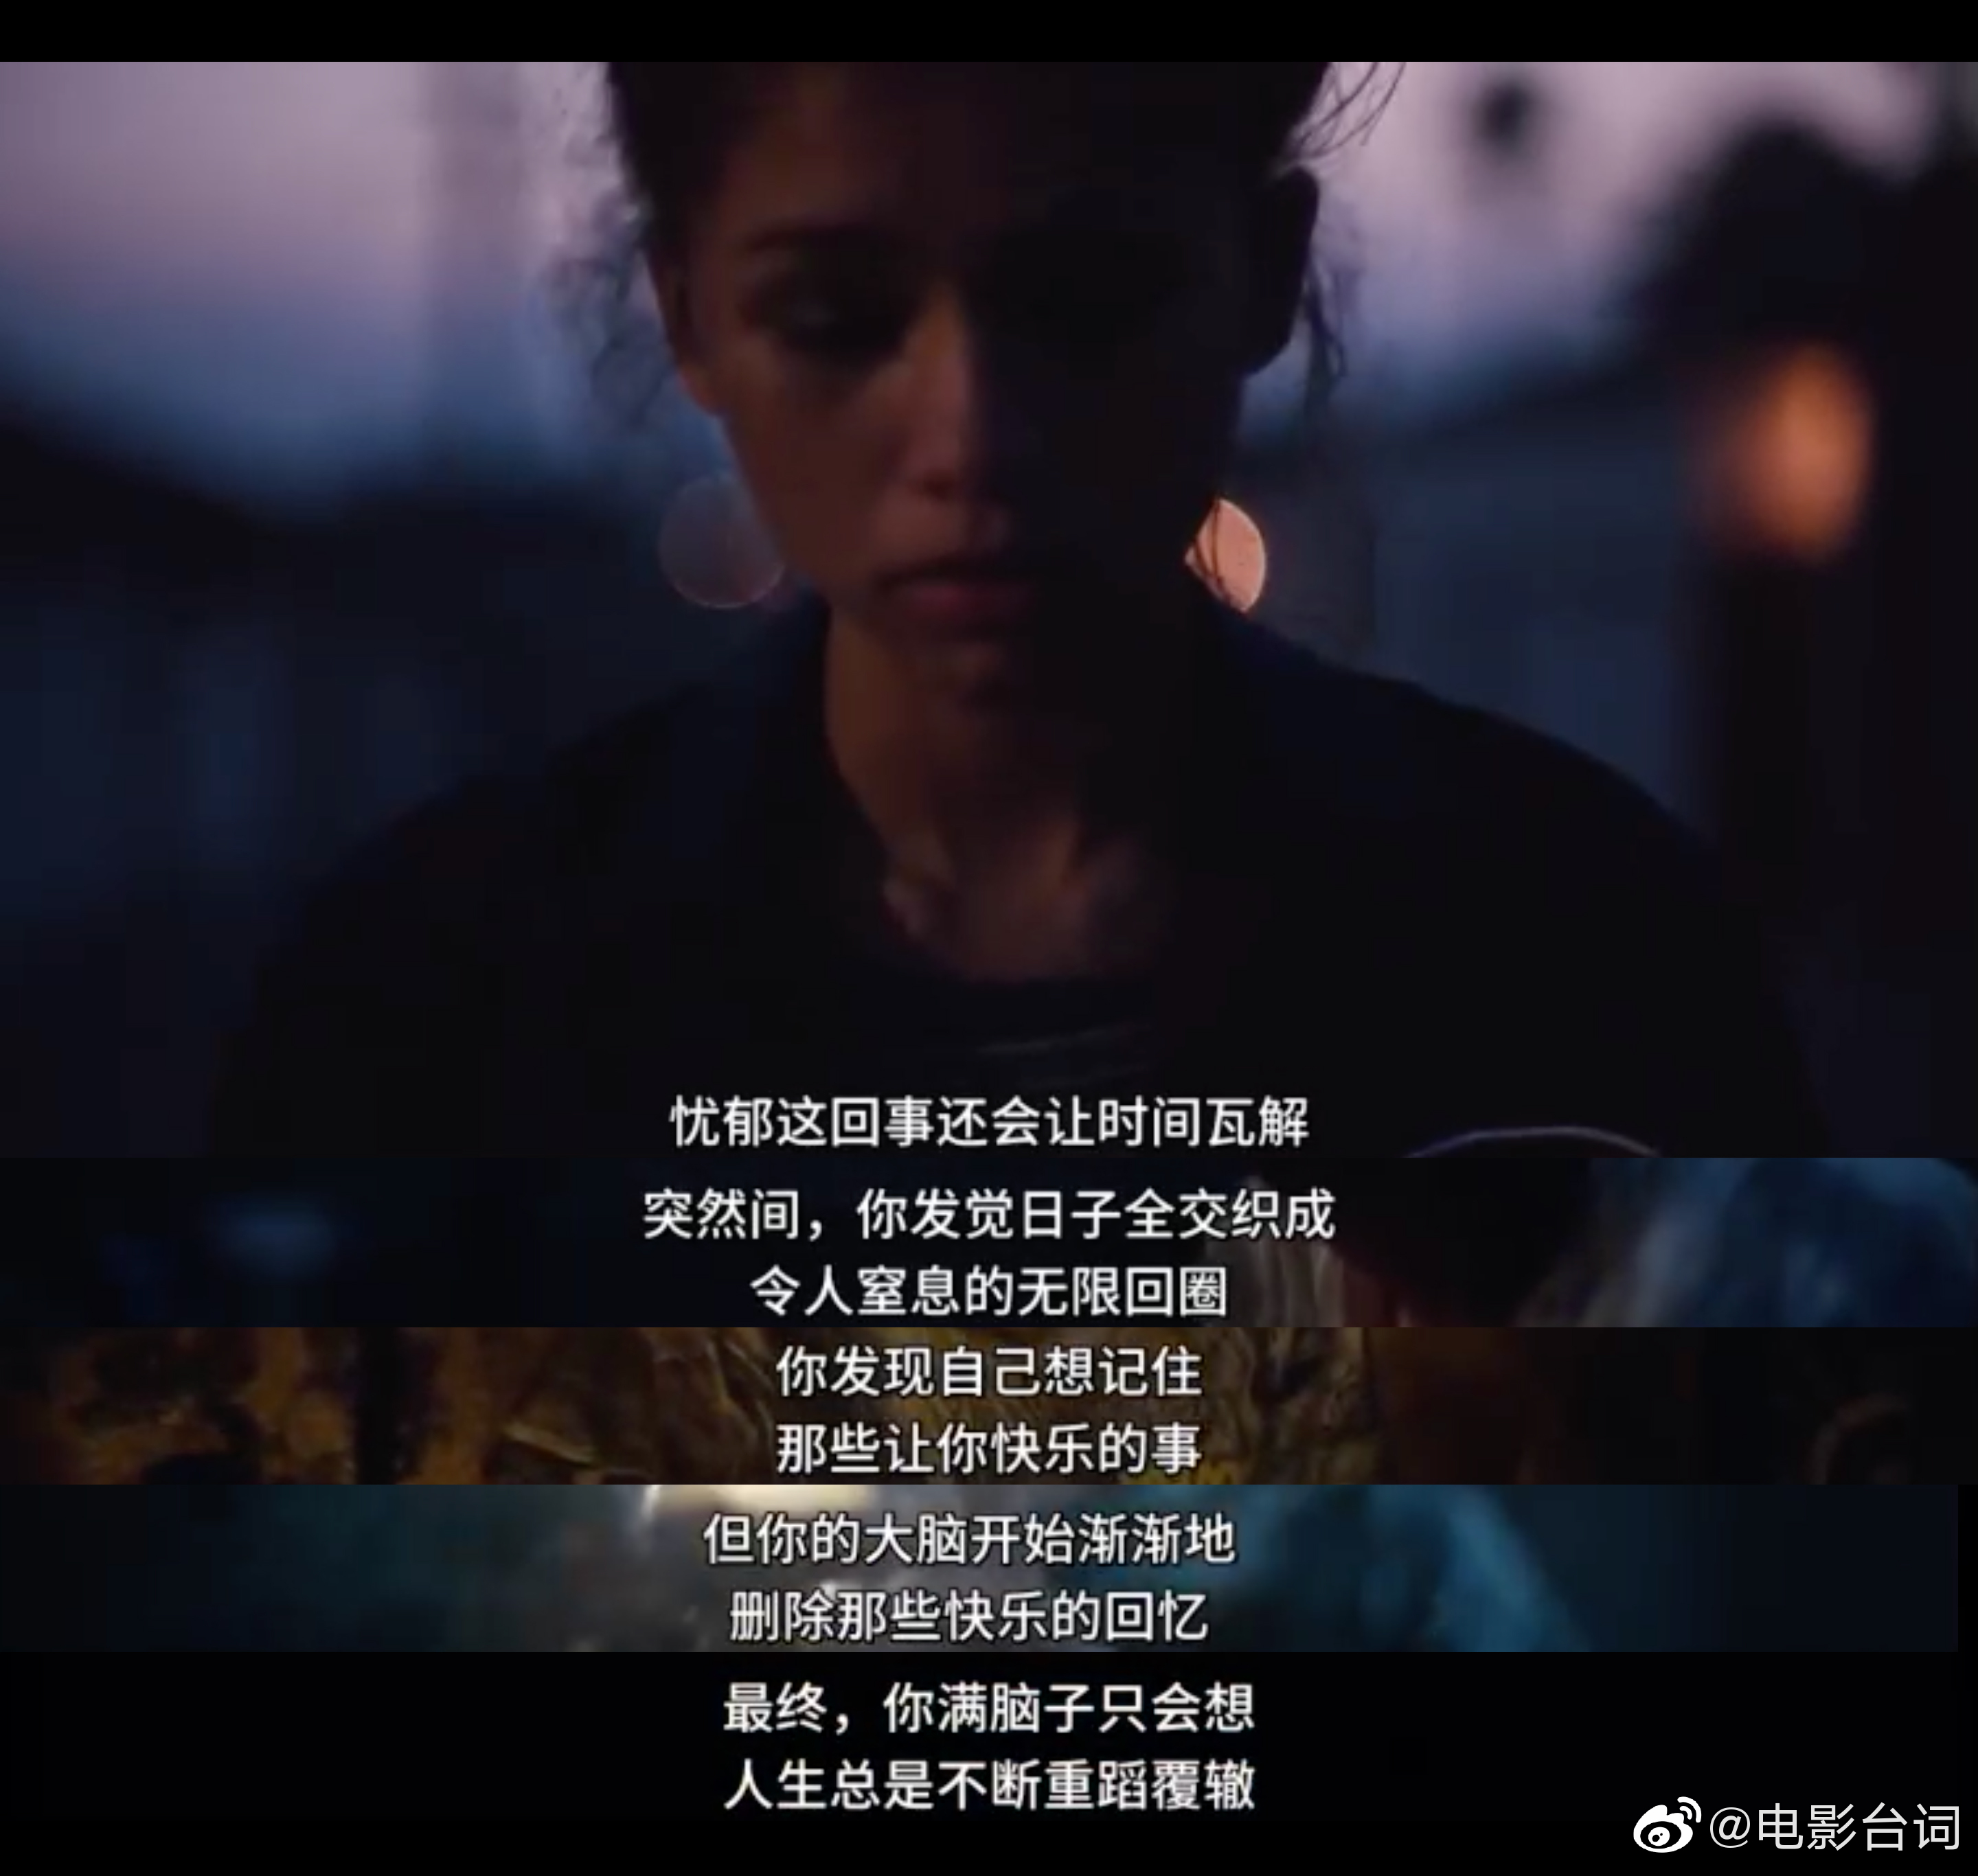 忧郁这回事还会让时间瓦解
突然间，你发觉日子全交织成
令人窒息的无限回圈
你发现自己想记住
那些让你快乐的事
但你的大脑开始渐渐地
删除那些快乐的回忆
最终，你满脑子只会想
人生总是不断重蹈覆辙
@电影台词